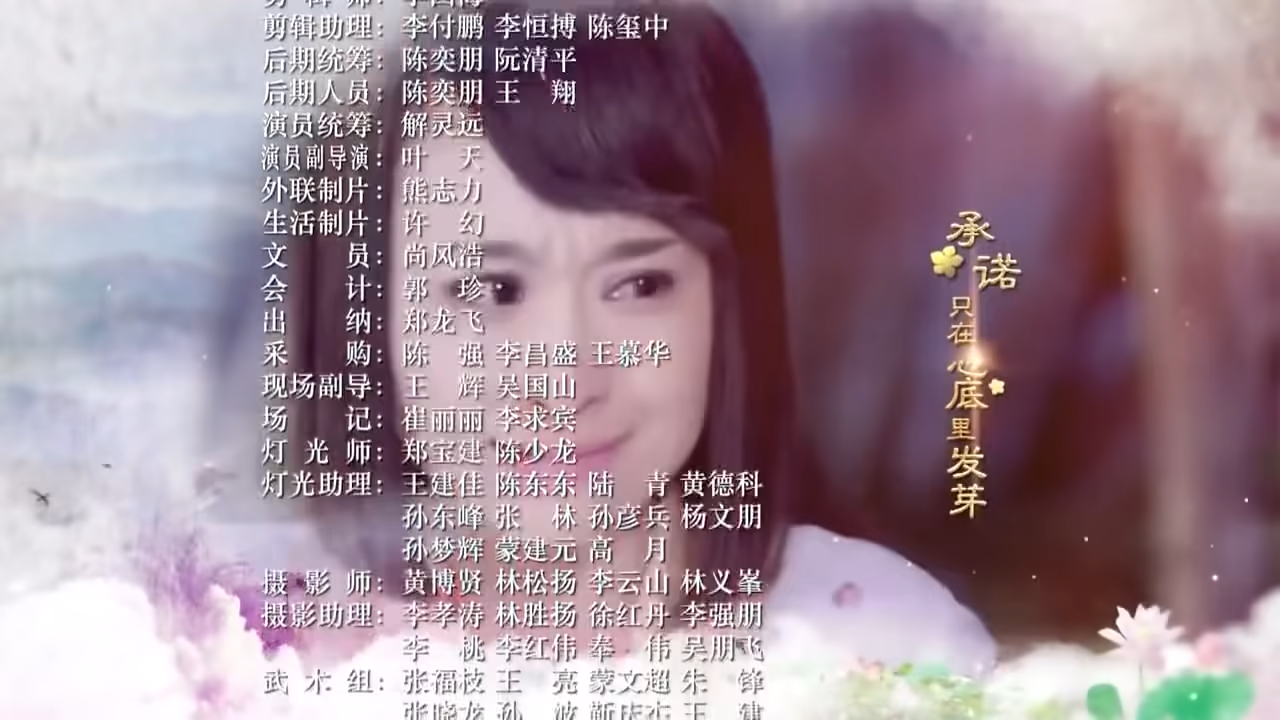 剪辑助理：李付鹏 李恒搏 陈玺中
后期统筹：陈奕朋 阮清平
后期人员：陈奕朋 王 翔
演员统筹：解灵远
演员副导演：叶 天
外联制片：熊志力
生活制片：许 幻
文 员：尚风浩
会 计：郭 珍
出 纳：郑龙飞
采 购：陈 强 李昌盛 王慕华
现场副导：王 辉 吴国山
场 记：崔丽丽 李求宾
灯 光 师：郑宝建 陈少龙
灯光助理：王建佳 陈东东 陆 青 黄德科
孙东峰 张 林 孙彦兵 杨文朋
孙梦辉 蒙建元 高 月
摄 影 师：黄博贤 林松扬 李云山 林义峯
摄影助理：李孝涛 林胜扬 徐红丹 李强朋
李 桃 李红伟 奉 伟 吴朋飞
武 术 组：张福枝 王 亮 蒙文超 朱 锋
张晓龙 孙 波 靳庆杰 王 建
承诺
只在心底里发芽